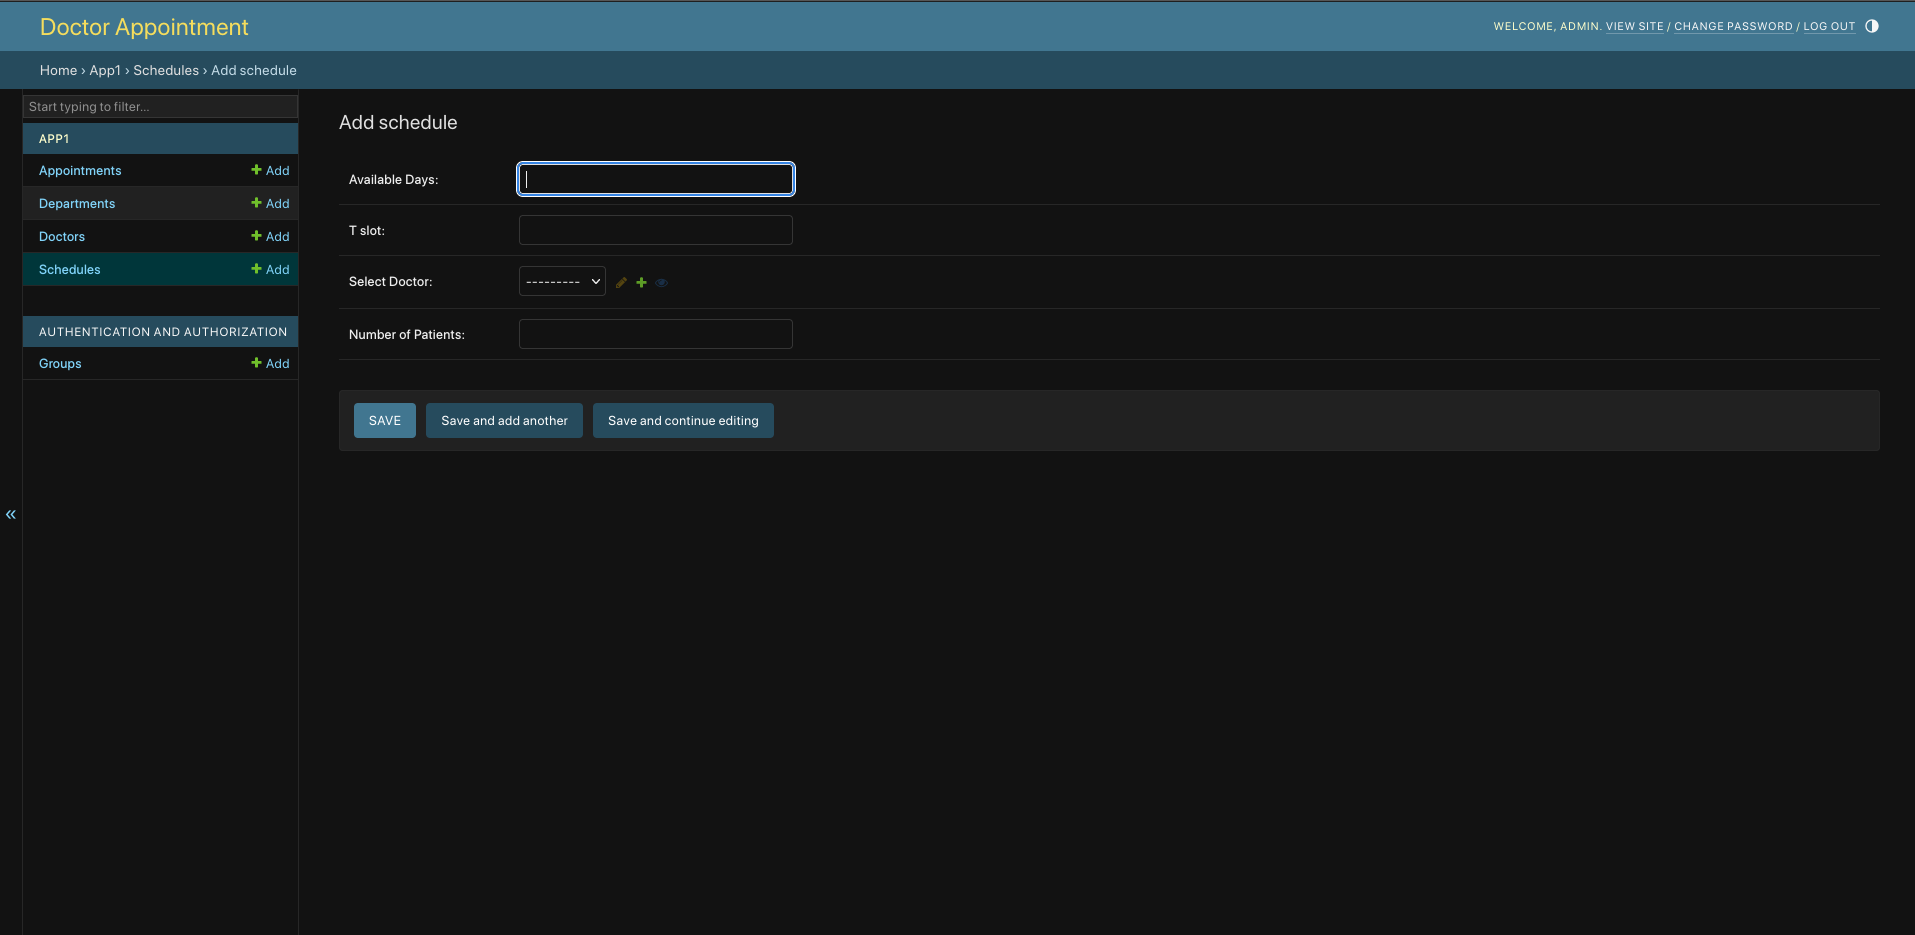 Doctor Appointment
WELCOME, ADMIN. VIEW SITE / CHANGE PASSWORD / LOG OUT
Home › App1 › Schedules › Add schedule
Start typing to filter...
APP1
Appointments + Add
Departments + Add
Doctors + Add
Schedules + Add
AUTHENTICATION AND AUTHORIZATION
Groups + Add
«
Add schedule
Available Days:
T slot:
Select Doctor: ---------
Number of Patients:
SAVE Save and add another Save and continue editing